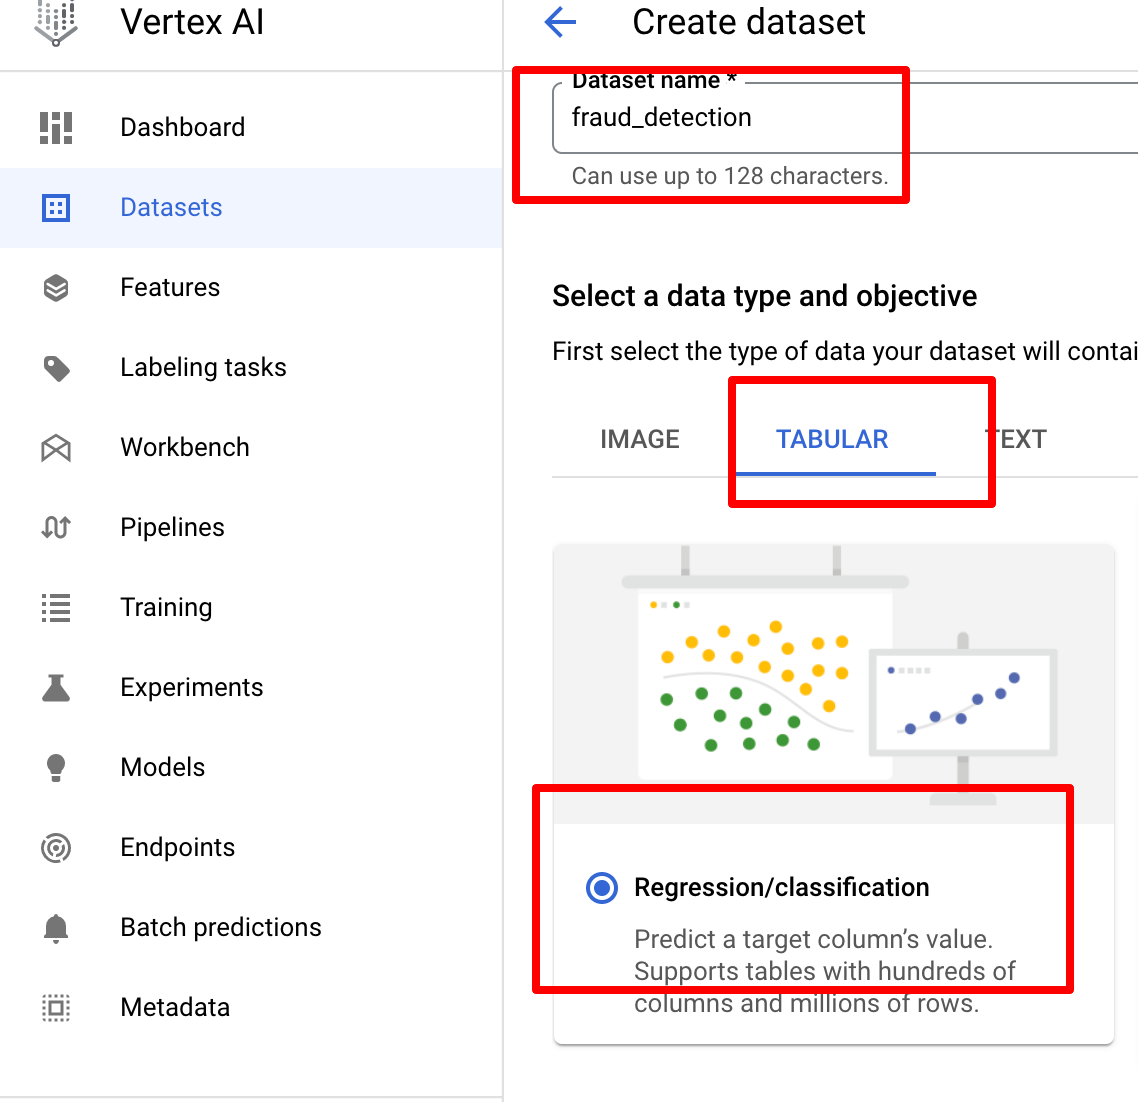 Vertex AI
Dashboard
Datasets
Features
Labeling tasks
Workbench
Pipelines
Training
Experiments
Models
Endpoints
Batch predictions
Metadata
Create dataset
Dataset name *
fraud_detection
Can use up to 128 characters.
Select a data type and objective
First select the type of data your dataset will contai
IMAGE TABULAR TEXT
Regression/classification
Predict a target column’s value.
Supports tables with hundreds of
columns and millions of rows.